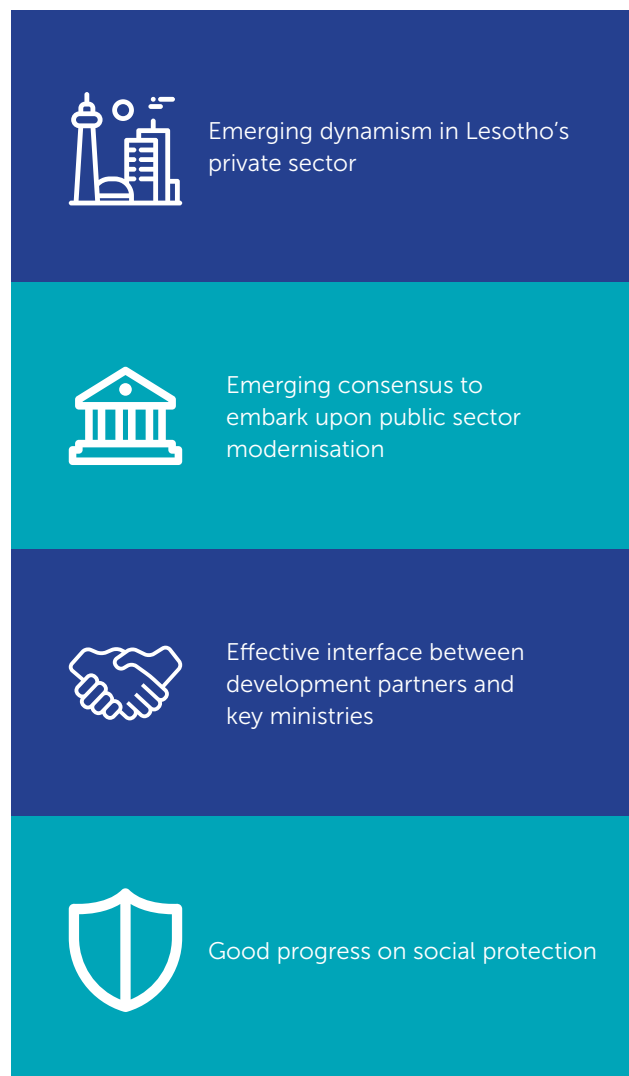 Emerging dynamism in Lesotho’s
private sector
Emerging consensus to
embark upon public sector
modernisation
Effective interface between
development partners and
key ministries
Good progress on social protection